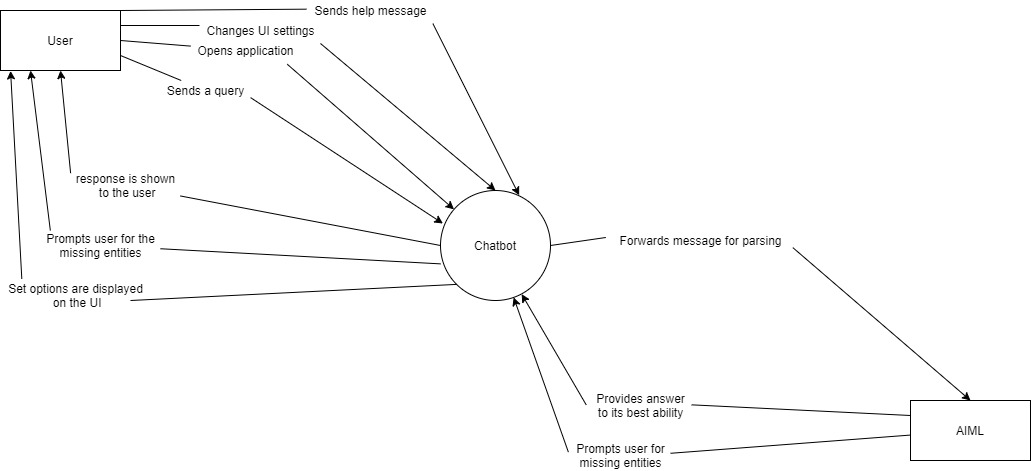 Sends help message
User
Changes UI settings
Opens application
Sends a query
response is shown
to the user
Prompts user for the
missing entities
Chatbot
Forwards message for parsing
Set options are displayed
on the UI
Provides answer
to its best ability
AIML
Prompts user for
missing entities